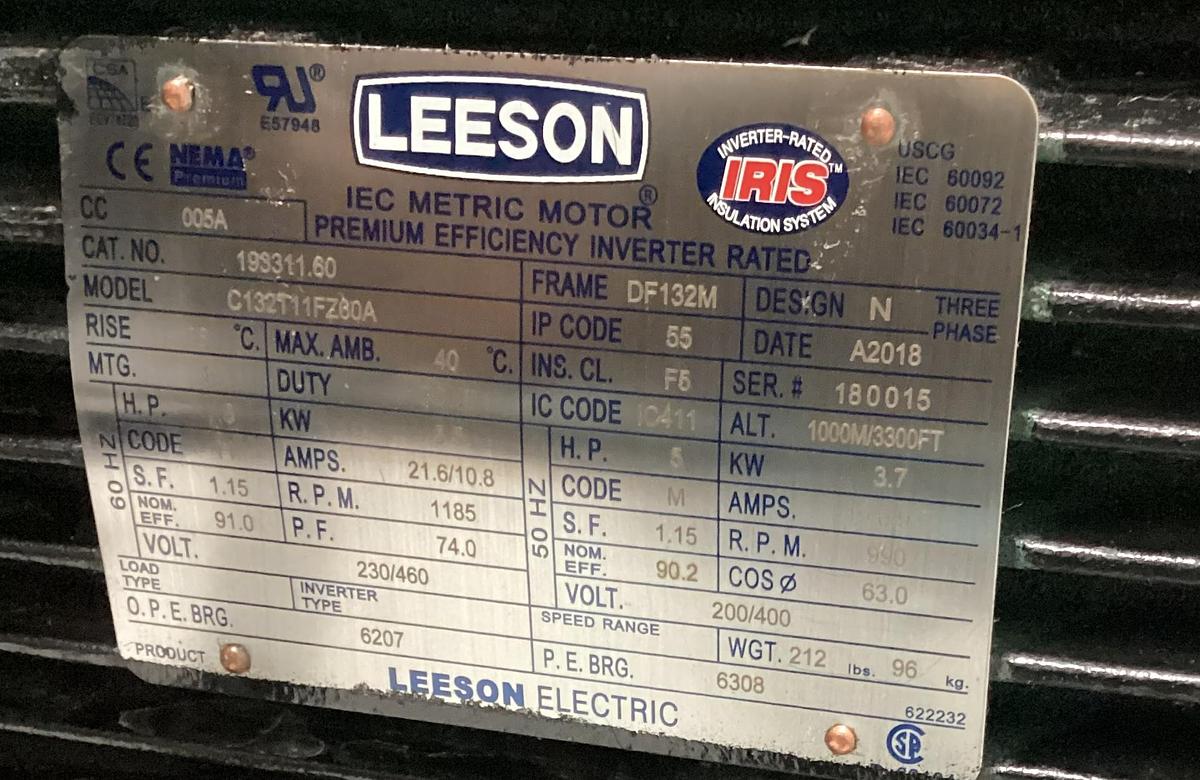 CSA
UR®
E57948
CE
NEMA®
Premium
LEESON®
INVERTER-RATED
IRIS™
INSULATION SYSTEM
USCG
IEC 60092
IEC 60072
IEC 60034-1
IEC METRIC MOTOR
PREMIUM EFFICIENCY INVERTER RATED
CC 005A
CAT. NO. 193311.60
MODEL C132T11FZ80A
FRAME DF132M DESIGN N THREE PHASE
RISE °C. MAX. AMB. 40 °C. IP CODE 55 DATE A2018
MTG. DUTY INS. CL. F5 SER. # 180015
IC CODE IC411 ALT. 1000M/3300FT
60 HZ
H.P. KW
CODE AMPS. 21.6/10.8
S.F. 1.15 R.P.M. 1185
NOM. EFF. 91.0 P.F. 74.0
VOLT. 230/460
50 HZ
H.P. 5 KW 3.7
CODE M AMPS.
S.F. 1.15 R.P.M. 990
NOM. EFF. 90.2 COS Ø 63.0
VOLT. 200/400
LOAD TYPE INVERTER TYPE SPEED RANGE
WGT. 212 lbs. 96 kg.
O.P.E. BRG. 6207 P.E. BRG. 6308
PRODUCT
LEESON ELECTRIC
622232
SP